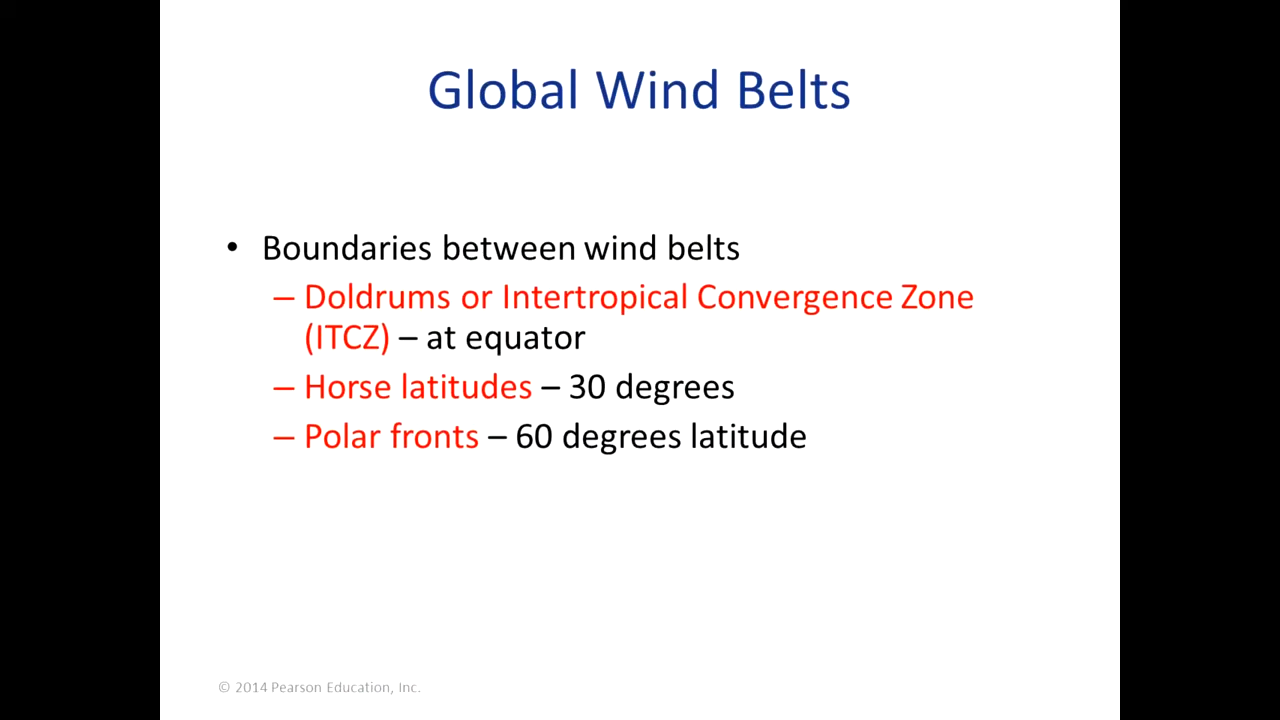 Global Wind Belts
• Boundaries between wind belts
– Doldrums or Intertropical Convergence Zone
(ITCZ) – at equator
– Horse latitudes – 30 degrees
– Polar fronts – 60 degrees latitude
© 2014 Pearson Education, Inc.